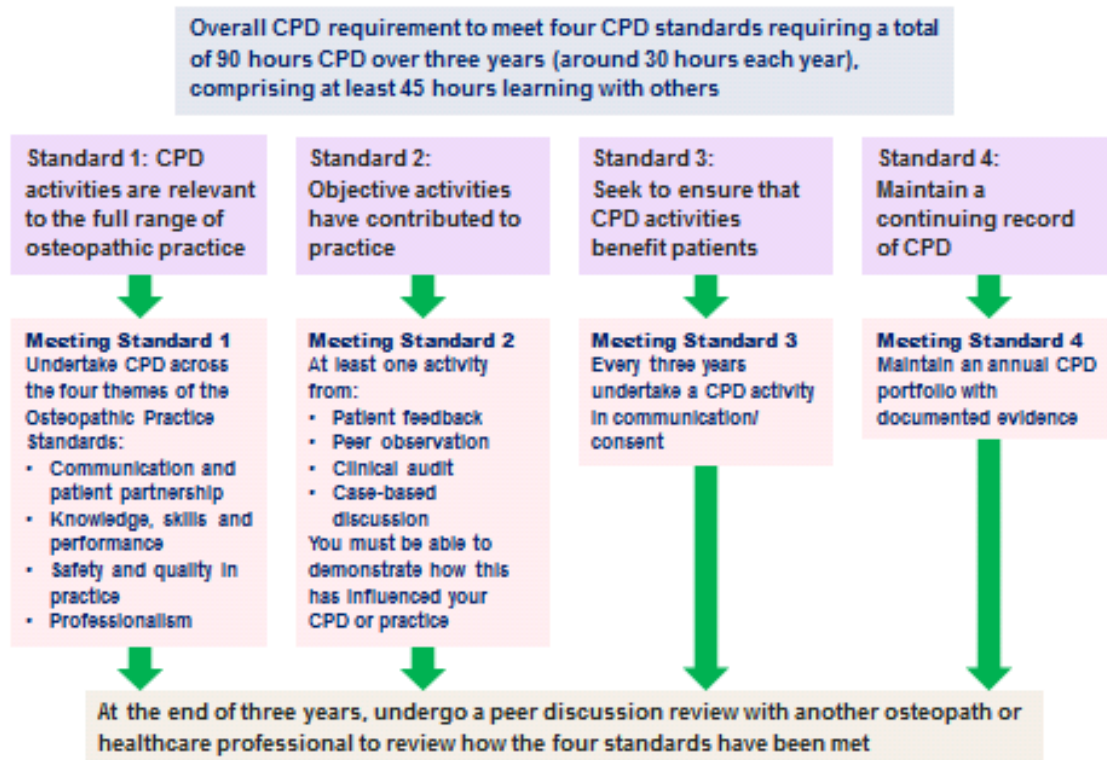 Overall CPD requirement to meet four CPD standards requiring a total
of 90 hours CPD over three years (around 30 hours each year),
comprising at least 45 hours learning with others
Standard 1: CPD
activities are relevant
to the full range of
osteopathic practice
Standard 2:
Objective activities
have contributed to
practice
Standard 3:
Seek to ensure that
CPD activities
benefit patients
Standard 4:
Maintain a
continuing record
of CPD
Meeting Standard 1
Undertake CPD across
the four themes of the
Osteopathic Practice
Standards:
• Communication and
patient partnership
• Knowledge, skills and
performance
• Safety and quality in
practice
• Professionalism
Meeting Standard 2
At least one activity
from:
• Patient feedback
• Peer observation
• Clinical audit
• Case-based
discussion
You must be able to
demonstrate how this
has influenced your
CPD or practice
Meeting Standard 3
Every three years
undertake a CPD activity
in communication/
consent
Meeting Standard 4
Maintain an annual CPD
portfolio with
documented evidence
At the end of three years, undergo a peer discussion review with another osteopath or
healthcare professional to review how the four standards have been met